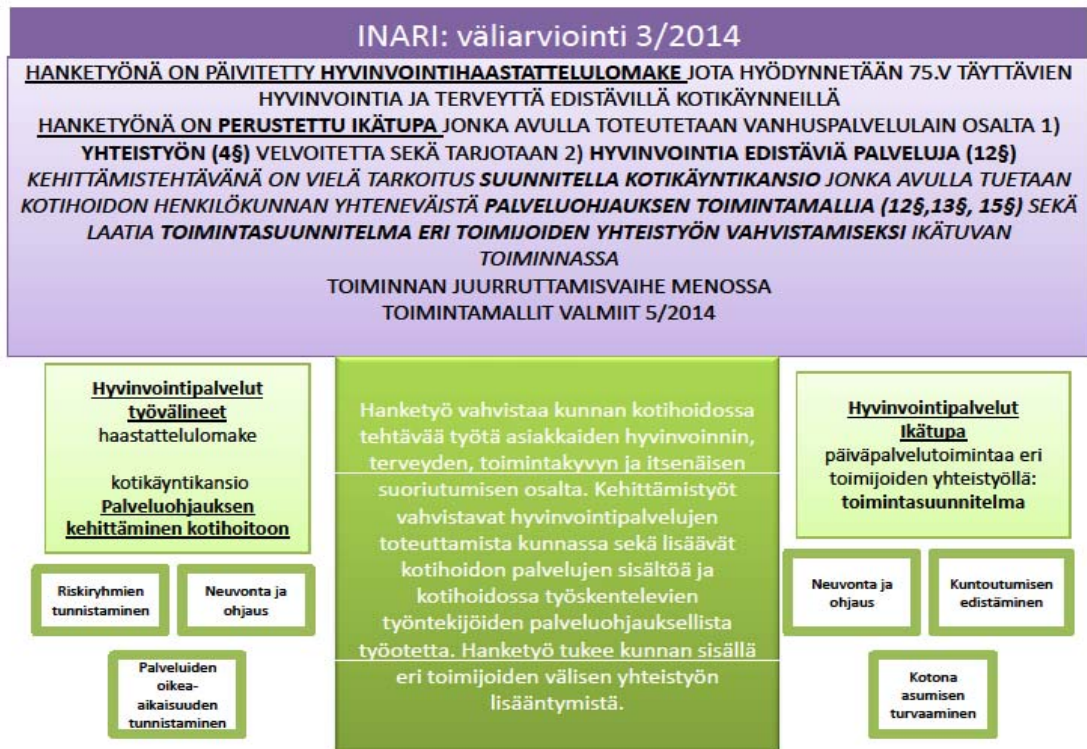 INARI: väliarviointi 3/2014
HANKETYÖNÄ ON PÄIVITETTY HYVINVOINTIHAASTATTELULOMAKE JOTA HYÖDYNNETÄÄN 75.V TÄYTTÄVIEN
HYVINVOINTIA JA TERVEYTTÄ EDISTÄVILLÄ KOTIKÄYNNEILLÄ
HANKETYÖNÄ ON PERUSTETTU IKÄTUPA JONKA AVULLA TOTEUTETAAN VANHUSPALVELULAIN OSALTA 1)
YHTEISTYÖN (4§) VELVOITETTA SEKÄ TARJOTAAN 2) HYVINVOINTIA EDISTÄVIÄ PALVELUJA (12§)
KEHITTÄMISTEHTÄVÄNÄ ON VIELÄ TARKOITUS SUUNNITELLA KOTIKÄYNTIKANSIO JONKA AVULLA TUETAAN
KOTIHOIDON HENKILÖKUNNAN YHTENEVÄISTÄ PALVELUOHJAUKSEN TOIMINTAMALLIA (12§,13§, 15§) SEKÄ
LAATIA TOIMINTASUUNNITELMA ERI TOIMIJOIDEN YHTEISTYÖN VAHVISTAMISEKSI IKÄTUVAN
TOIMINNASSA
TOIMINNAN JUURRUTTAMISVAIHE MENOSSA
TOIMINTAMALLIT VALMIIT 5/2014
Hyvinvointipalvelut
työvälineet
haastattelulomake
kotikäyntikansio
Palveluohjauksen
kehittäminen kotihoitoon
Riskiryhmien
tunnistaminen
Neuvonta ja
ohjaus
Palveluiden
oikea-
aikaisuuden
tunnistaminen
Hanketyö vahvistaa kunnan kotihoidossa
tehtävää työtä asiakkaiden hyvinvoinnin,
terveyden, toimintakyvyn ja itsenäisen
suoriutumisen osalta. Kehittämistyöt
vahvistavat hyvinvointipalvelujen
toteuttamista kunnassa sekä lisäävät
kotihoidon palvelujen sisältöä ja
kotihoidossa työskentelevien
työntekijöiden palveluohjauksellista
työotetta. Hanketyö tukee kunnan sisällä
eri toimijoiden välisen yhteistyön
lisääntymistä.
Hyvinvointipalvelut
Ikätupa
päiväpalvelutoimintaa eri
toimijoiden yhteistyöllä:
toimintasuunnitelma
Neuvonta ja
ohjaus
Kuntoutumisen
edistäminen
Kotona
asumisen
turvaaminen